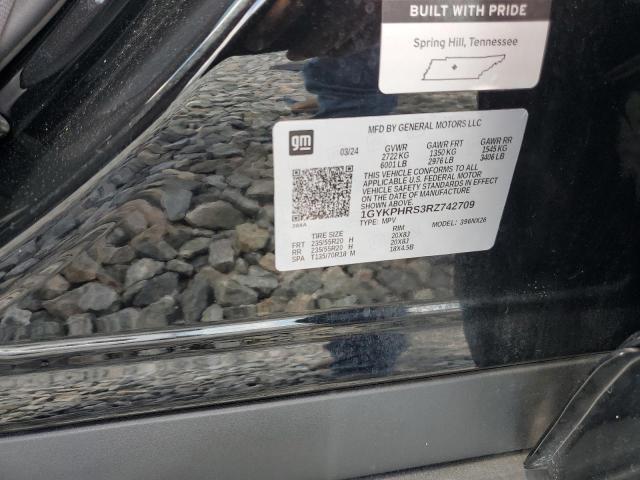 BUILT WITH PRIDE
Spring Hill, Tennessee
MFD BY GENERAL MOTORS LLC
gm 03/24 GVWR GAWR FRT GAWR RR
2722 KG 1350 KG 1545 KG
6001 LB 2976 LB 3406 LB
THIS VEHICLE CONFORMS TO ALL
APPLICABLE U.S. FEDERAL MOTOR
VEHICLE SAFETY STANDARDS IN EFFECT
ON THE DATE OF MANUFACTURE
SHOWN ABOVE.
1GYKPHRS3RZ742709
TYPE: MPV MODEL: 396NX26
TIRE SIZE RIM
FRT 235/55R20 H 20X8J
RR 235/55R20 H 20X8J
SPA T135/70R18 M 18X4.5B